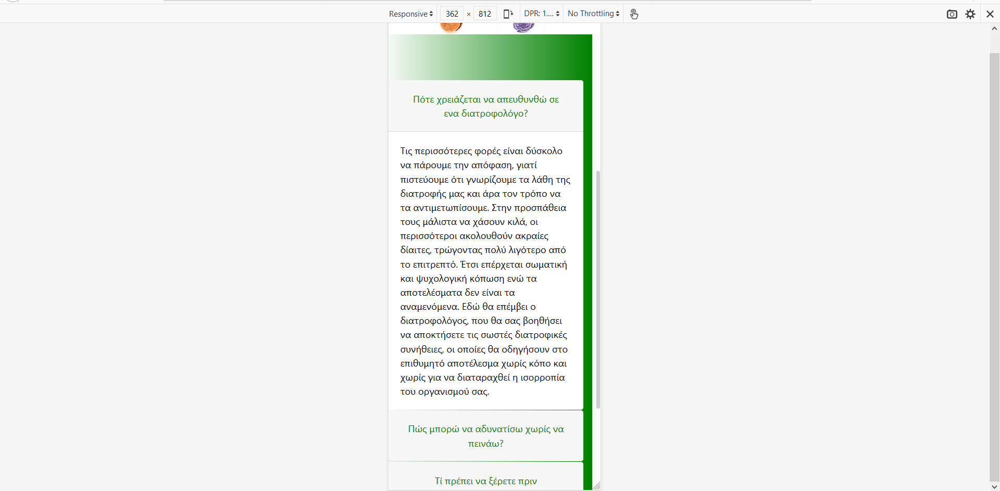 Responsive 362 × 812 DPR: 1.... No Throttling
Πότε χρειάζεται να απευθυνθώ σε
ενα διατροφολόγο?
Τις περισσότερες φορές είναι δύσκολο
να πάρουμε την απόφαση, γιατί
πιστεύουμε ότι γνωρίζουμε τα λάθη της
διατροφής μας και άρα τον τρόπο να
τα αντιμετωπίσουμε. Στην προσπάθεια
τους μάλιστα να χάσουν κιλά, οι
περισσότεροι ακολουθούν ακραίες
δίαιτες, τρώγοντας πολύ λιγότερο από
το επιτρεπτό. Έτσι επέρχεται σωματική
και ψυχολογική κόπωση ενώ τα
αποτελέσματα δεν είναι τα
αναμενόμενα. Εδώ θα επέμβει ο
διατροφολόγος, που θα σας βοηθήσει
να αποκτήσετε τις σωστές διατροφικές
συνήθειες, οι οποίες θα οδηγήσουν στο
επιθυμητό αποτέλεσμα χωρίς κόπο και
χωρίς για να διαταραχθεί η ισορροπία
του οργανισμού σας.
Πώς μπορώ να αδυνατίσω χωρίς να
πεινάω?
Τί πρέπει να ξέρετε πριν